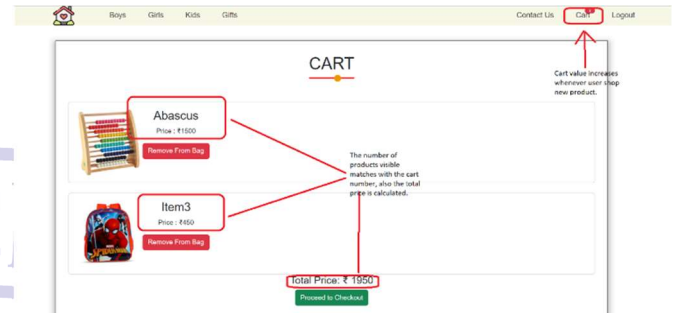 Boys Girls Kids Gifts Contact Us Cart Logout
CART
Cart value increases
whenever user shop
new product.
Abascus
Price : ₹1500
Remove From Bag
The number of
products visible
matches with the cart
number, also the total
price is calculated.
Item3
Price : ₹450
Remove From Bag
Total Price: ₹ 1950
Proceed to Checkout